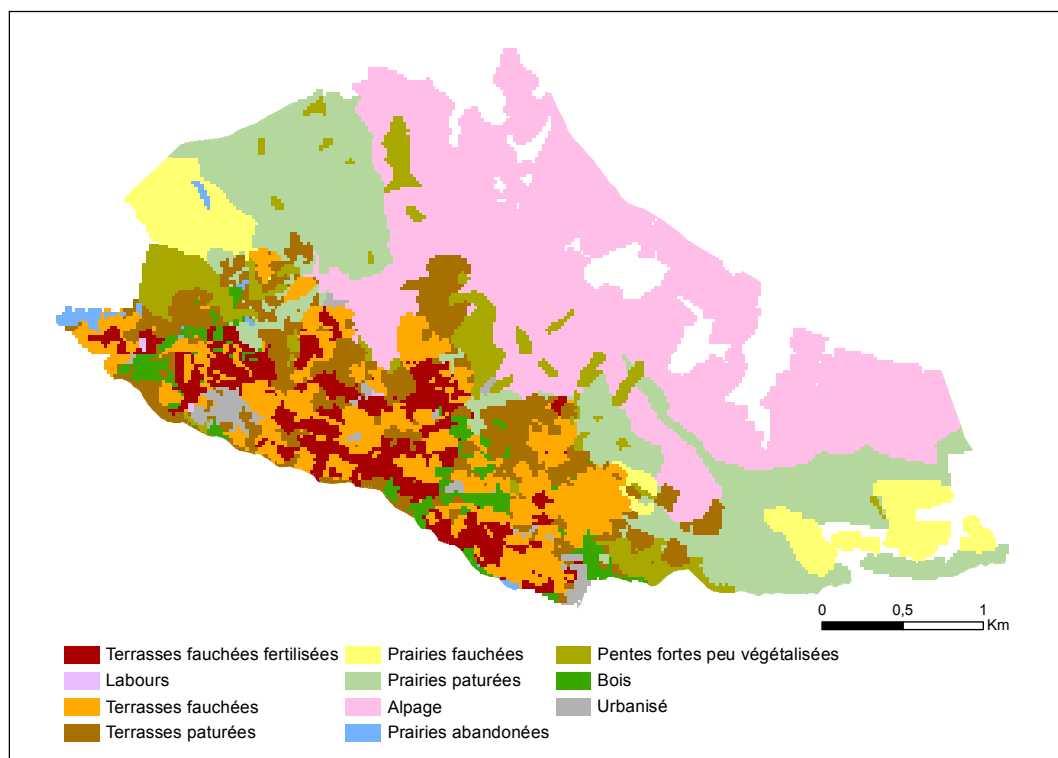 0 0,5 1
Km
Terrasses fauchées fertilisées
Labours
Terrasses fauchées
Terrasses paturées
Prairies fauchées
Prairies paturées
Alpage
Prairies abandonées
Pentes fortes peu végétalisées
Bois
Urbanisé